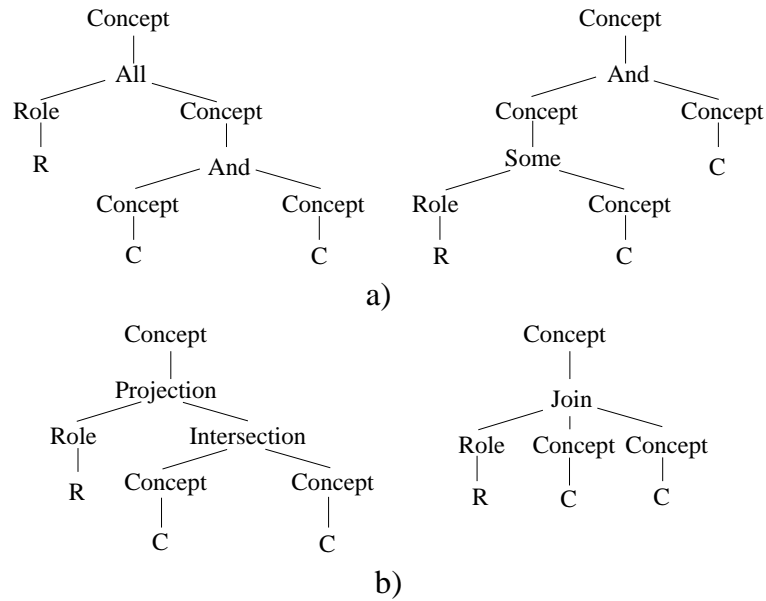 Concept Concept
All And
Role Concept Concept Concept
R And Some C
Concept Concept Role Concept
C C R C
a)
Concept Concept
Projection Join
Role Intersection Role Concept Concept
R Concept Concept R C C
C C
b)